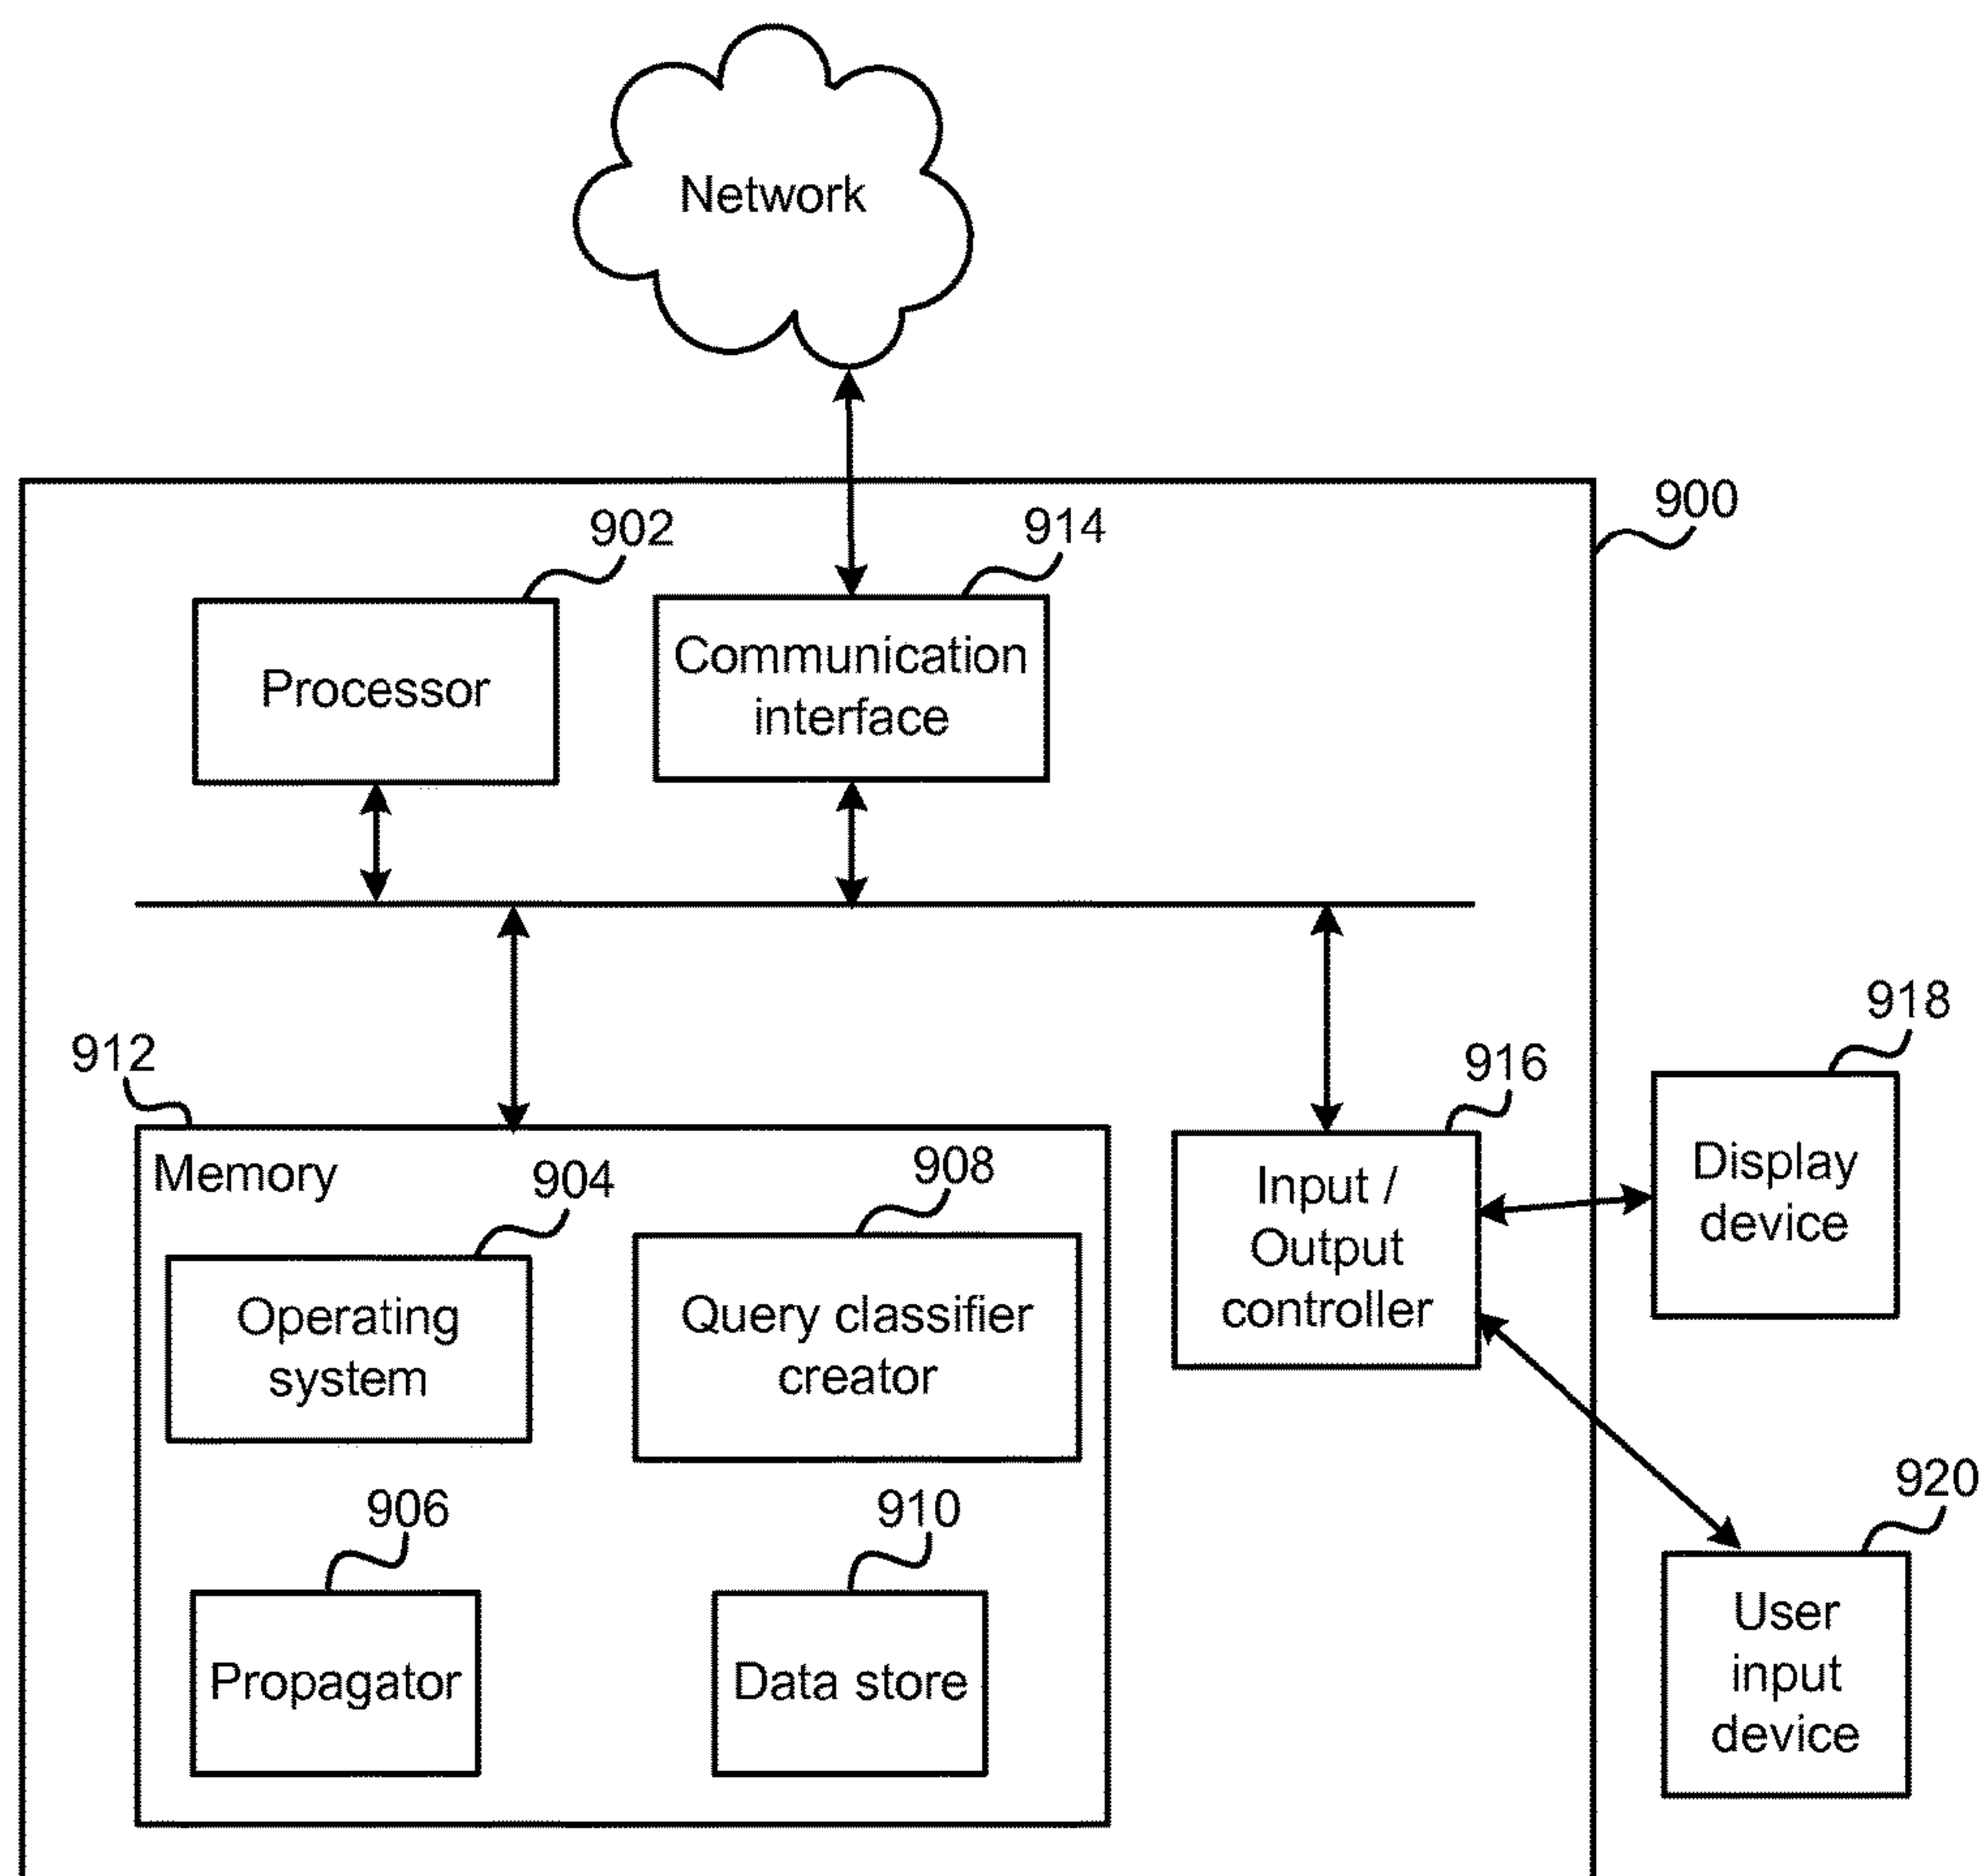 Network
900
902
914
Processor
Communication
interface
912
916
918
Memory
904
908
Input /
Output
controller
Display
device
Operating
system
Query classifier
creator
906
910
920
Propagator
Data store
User
input
device